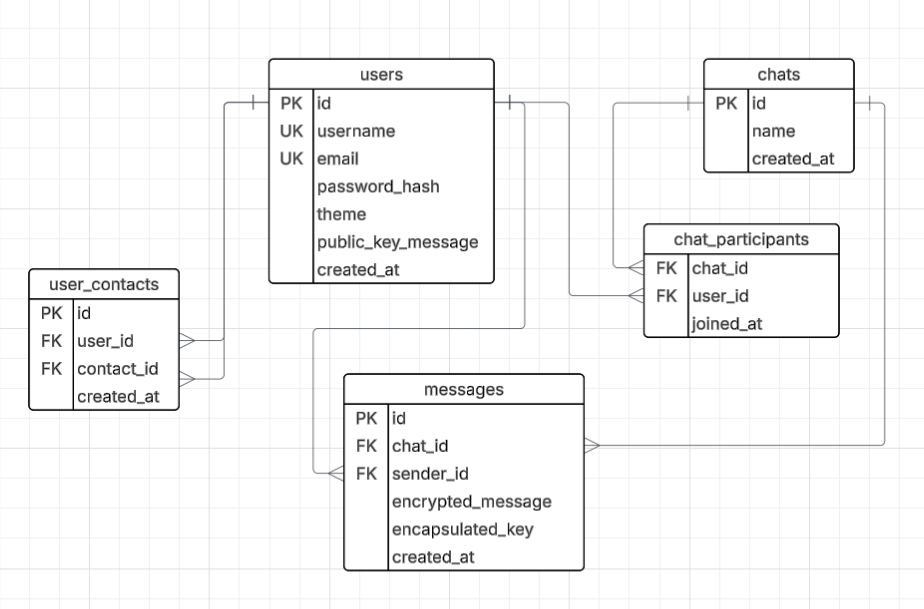 users
PK id
UK username
UK email
password_hash
theme
public_key_message
created_at
chats
PK id
name
created_at
chat_participants
FK chat_id
FK user_id
joined_at
user_contacts
PK id
FK user_id
FK contact_id
created_at
messages
PK id
FK chat_id
FK sender_id
encrypted_message
encapsulated_key
created_at